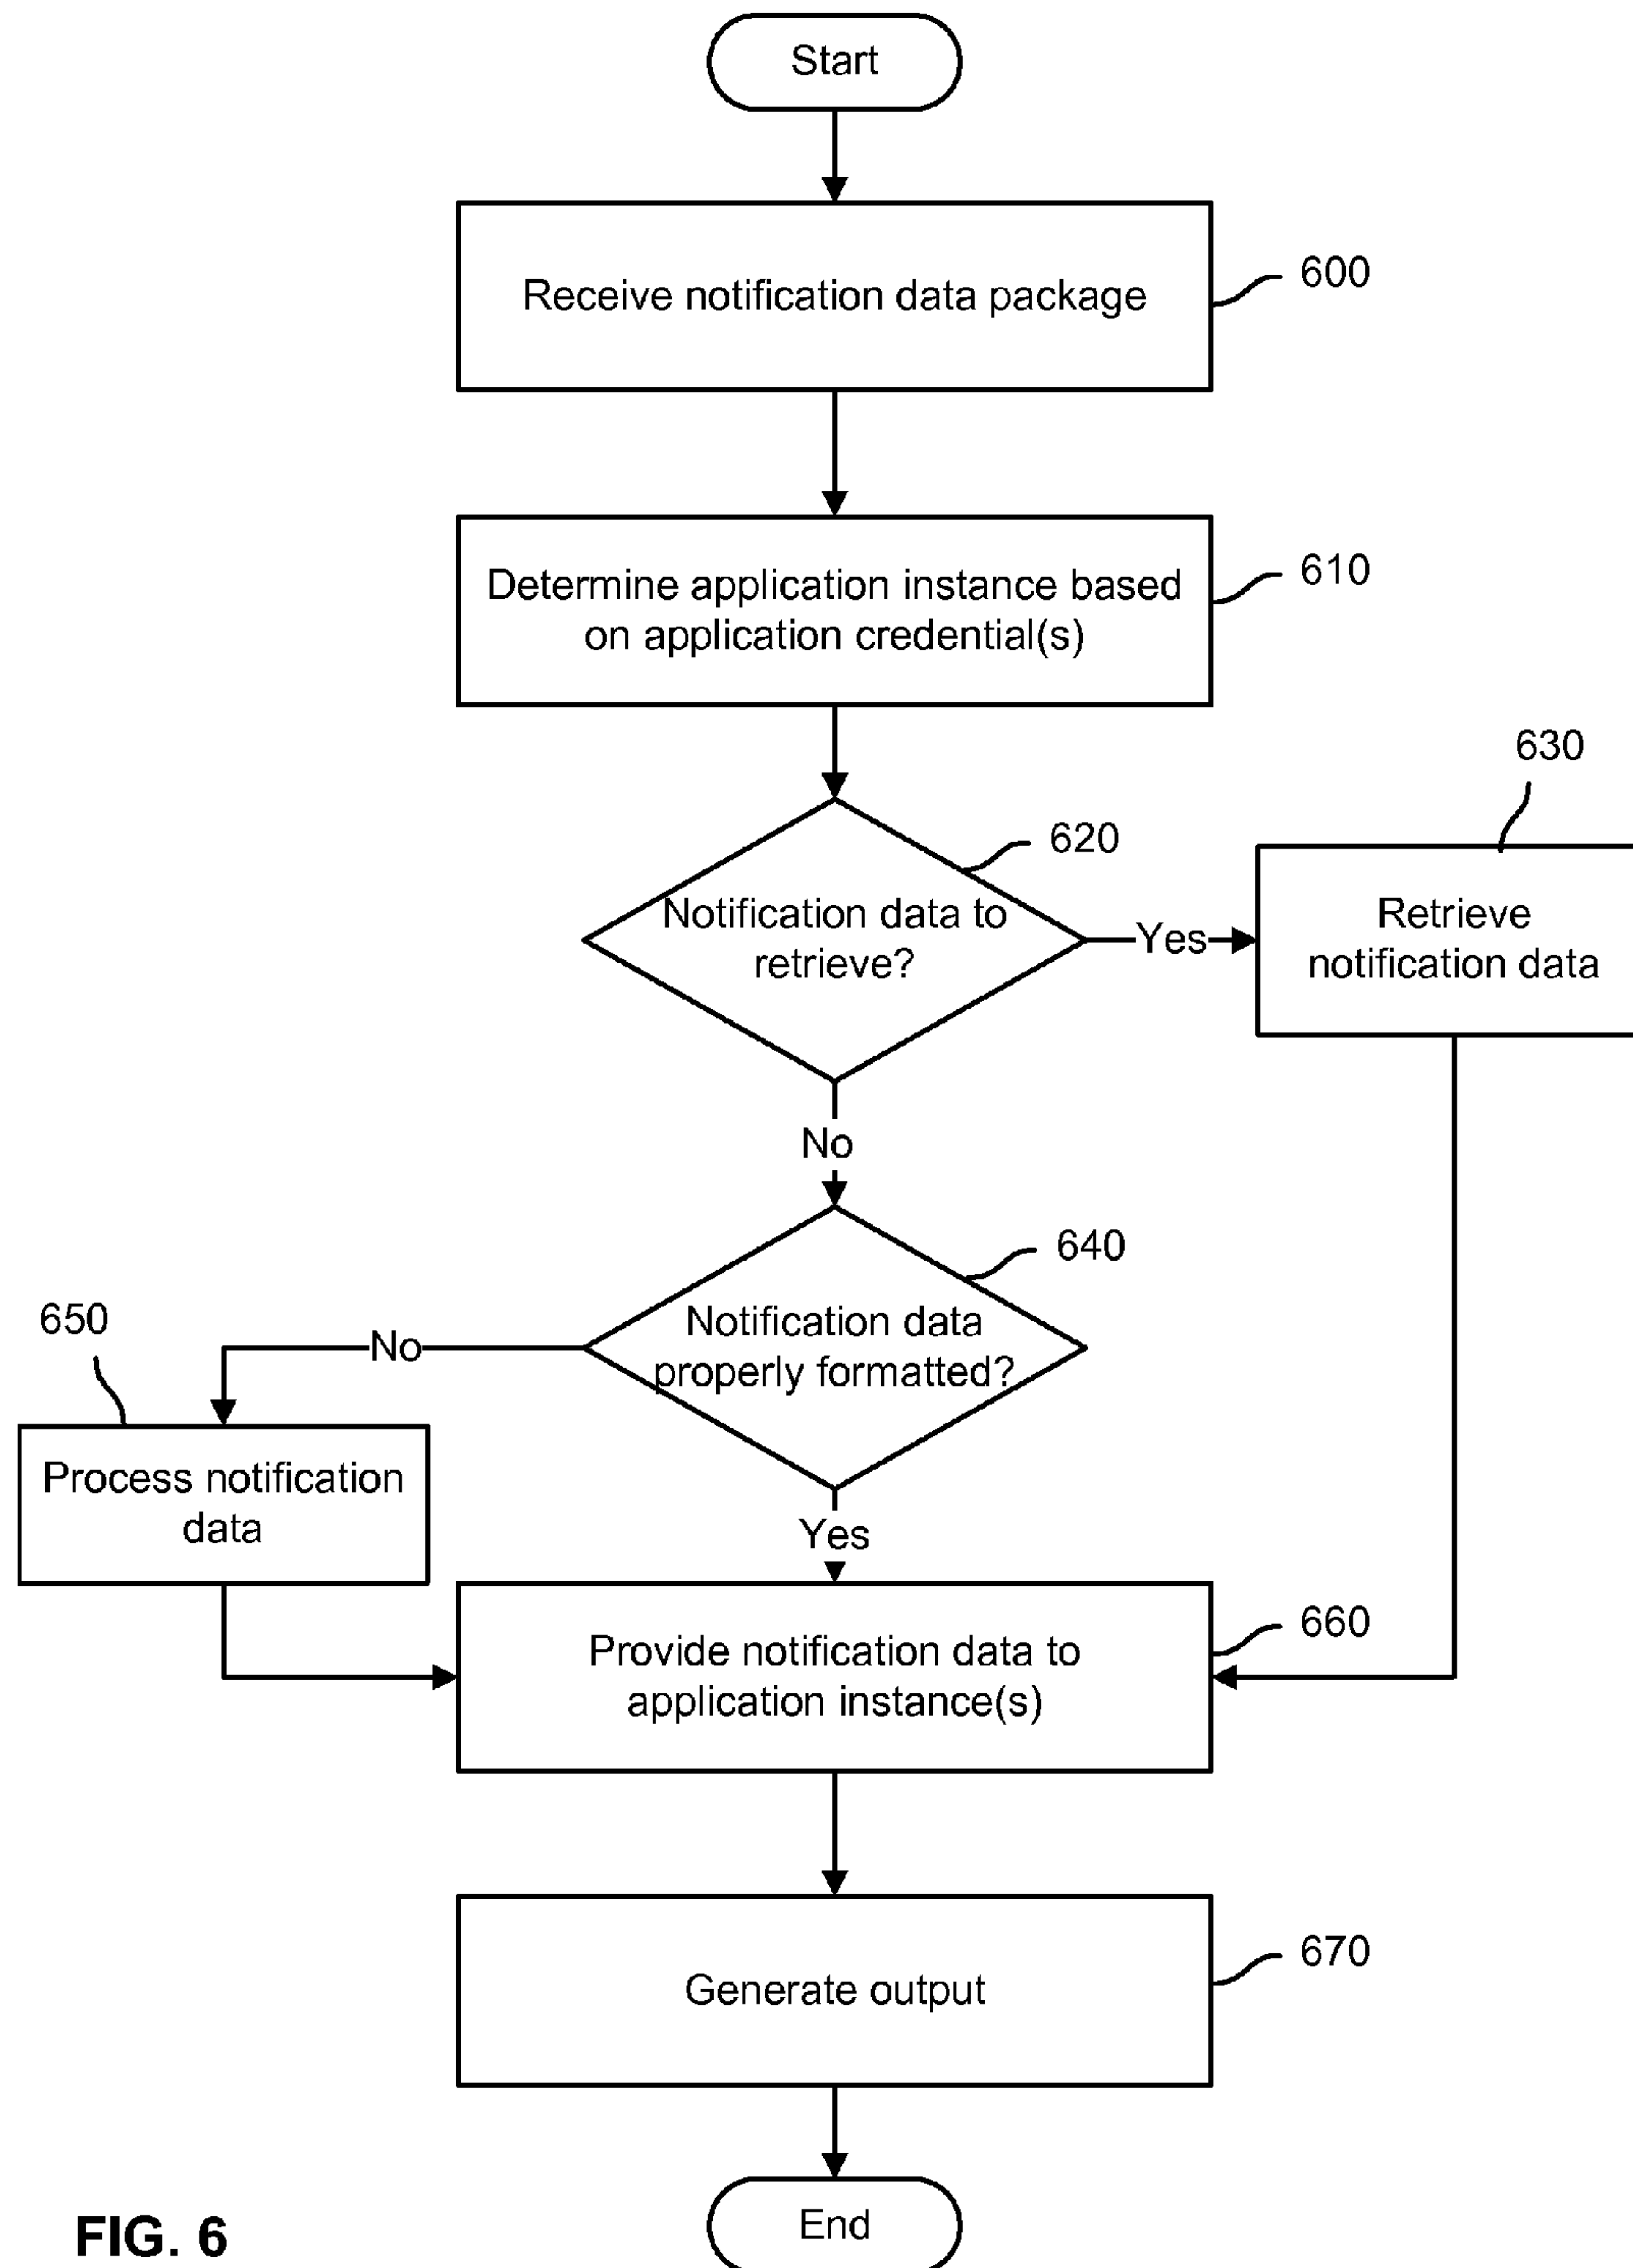 Start
Receive notification data package
600
Determine application instance based
on application credential(s)
610
630
620
Notification data to
retrieve?
Yes
Retrieve
notification data
No
640
650
No
Notification data
properly formatted?
Process notification
data
Yes
660
Provide notification data to
application instance(s)
670
Generate output
End
FIG. 6